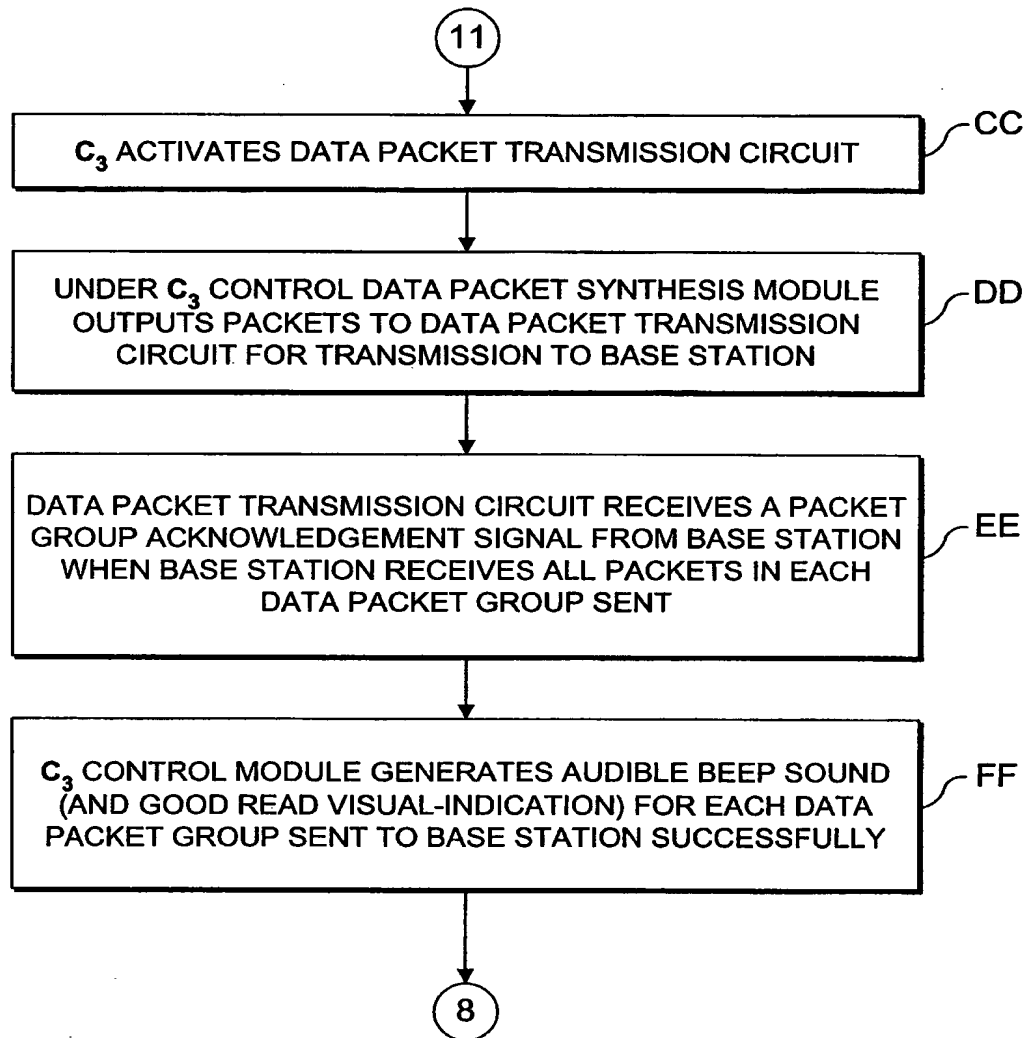 11
C₃ ACTIVATES DATA PACKET TRANSMISSION CIRCUIT
CC
UNDER C₃ CONTROL DATA PACKET SYNTHESIS MODULE
OUTPUTS PACKETS TO DATA PACKET TRANSMISSION
CIRCUIT FOR TRANSMISSION TO BASE STATION
DD
DATA PACKET TRANSMISSION CIRCUIT RECEIVES A PACKET
GROUP ACKNOWLEDGEMENT SIGNAL FROM BASE STATION
WHEN BASE STATION RECEIVES ALL PACKETS IN EACH
DATA PACKET GROUP SENT
EE
C₃ CONTROL MODULE GENERATES AUDIBLE BEEP SOUND
(AND GOOD READ VISUAL-INDICATION) FOR EACH DATA
PACKET GROUP SENT TO BASE STATION SUCCESSFULLY
FF
8